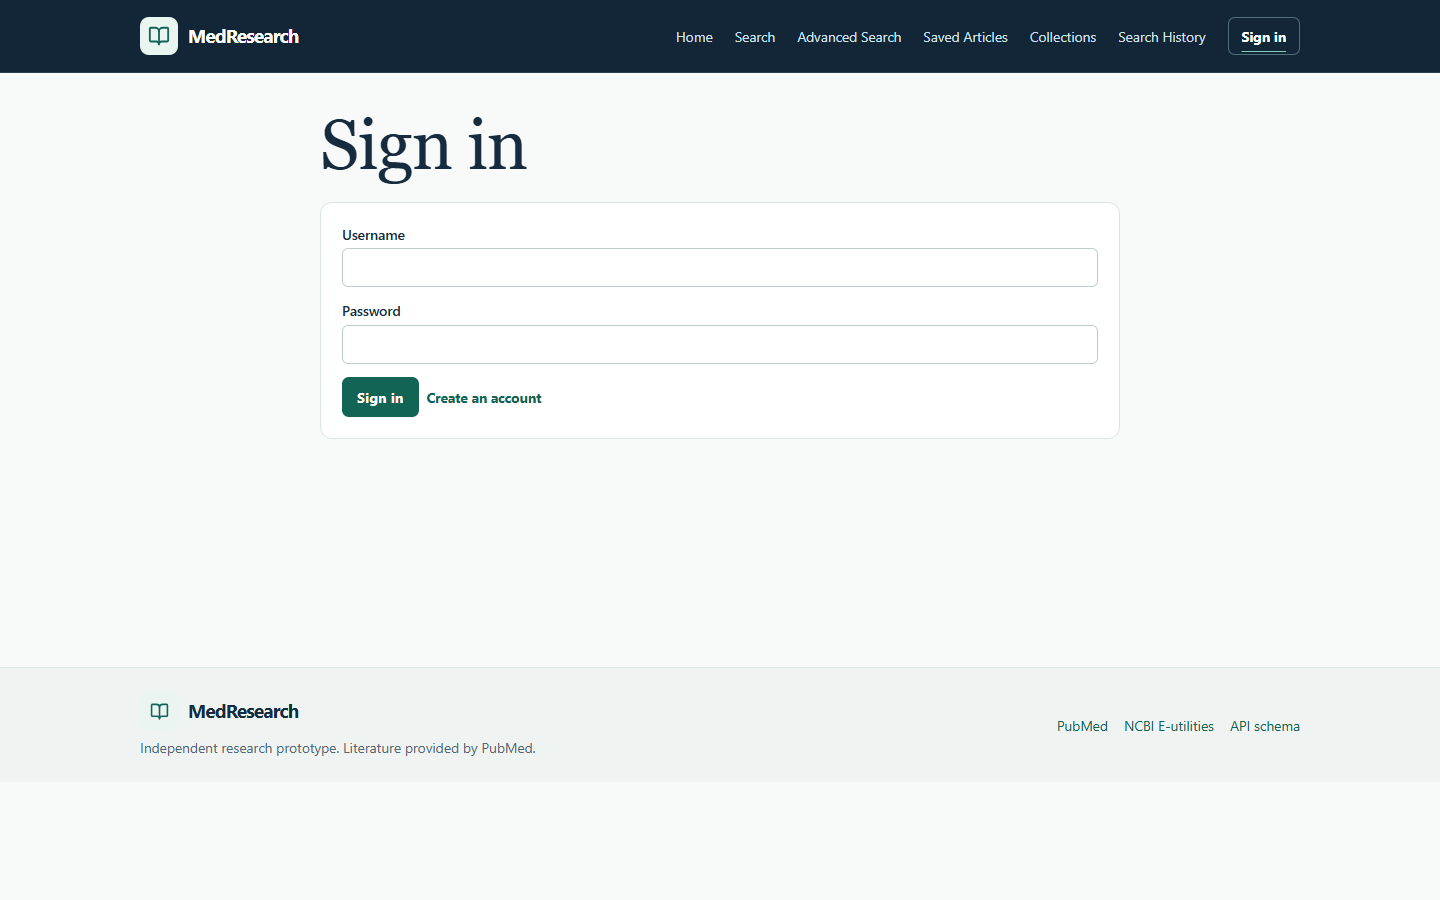 MedResearch
Home Search Advanced Search Saved Articles Collections Search History Sign in
Sign in
Username
Password
Sign in Create an account
MedResearch
Independent research prototype. Literature provided by PubMed.
PubMed NCBI E-utilities API schema